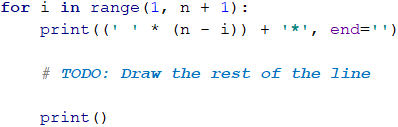 for i in range(1, n + 1):
    print((' ' * (n - i)) + '*', end='')
    # TODO: Draw the rest of the line
    print()